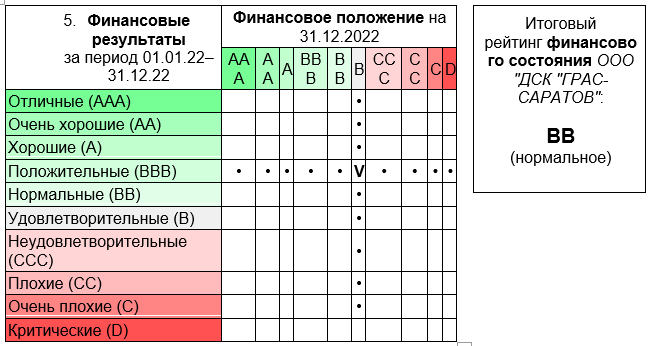 5. Финансовые
результаты
за период 01.01.22–
31.12.22
Финансовое положение на
31.12.2022
AA
A
A
A
A
BB
B
B
B
B
CC
C
C
C
C
D
Отличные (AAA)
•
Очень хорошие (AA)
•
Хорошие (A)
•
Положительные (BBB)
• • • • • V • • • •
Нормальные (BB)
•
Удовлетворительные (B)
•
Неудовлетворительные
(CCC)
•
Плохие (CC)
•
Очень плохие (C)
•
Критические (D)
Итоговый
рейтинг финансово
го состояния ООО
"ДСК "ГРАС-
САРАТОВ":
BB
(нормальное)